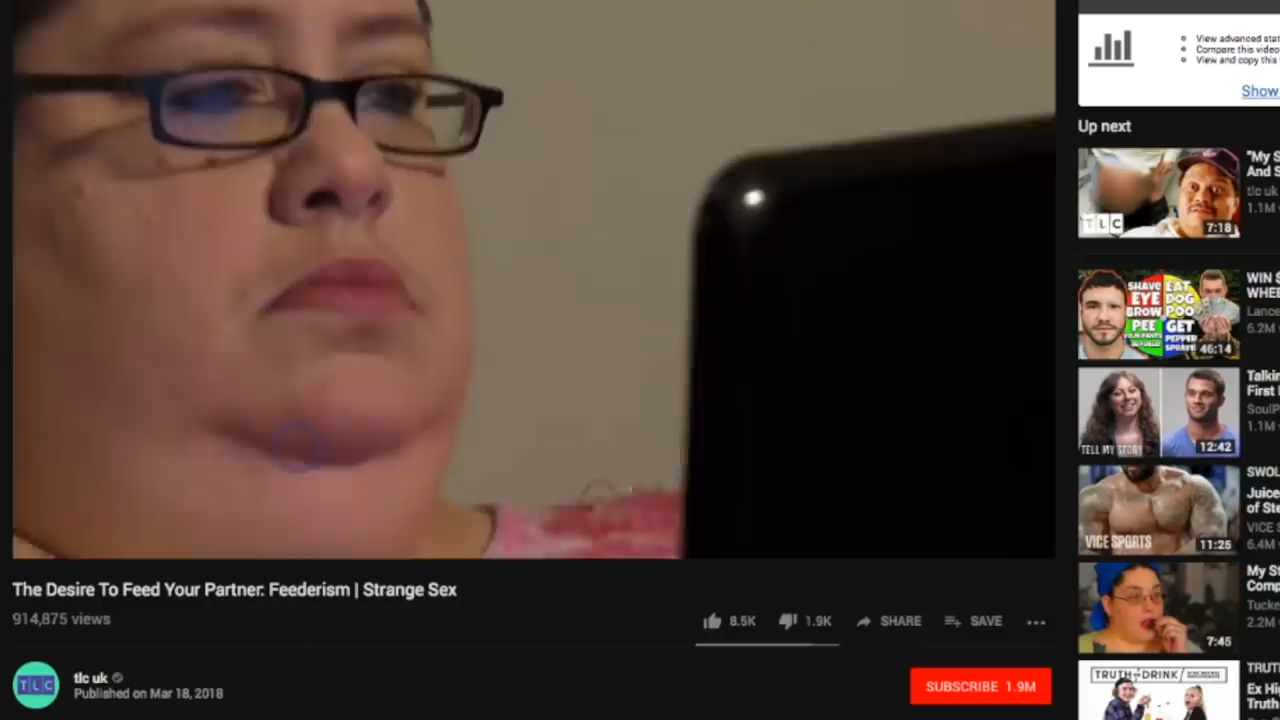 View advanced stat
Compare this video
View and copy this
Show
Up next
TLC
7:18
"My S
And S
tlc uk
1.1M
SHAVE
EYE
BROW
PEE
EAT
DOG
POO
GET
PEPPER
SPRAYED
46:14
WIN $
WHEE
Lance
6.2M
TELL MY STORY
12:42
Talkin
First
SoulP
1.1M
VICE SPORTS
11:25
SWOL
Juice
of Ste
VICE S
6.4M
7:45
My St
Comp
Tucke
2.2M
TRUTH OR DRINK
TRUT
Ex Hi
Truth
The Desire To Feed Your Partner: Feederism | Strange Sex
914,875 views
8.5K 1.9K SHARE SAVE
TLC
tlc uk
Published on Mar 18, 2018
SUBSCRIBE 1.9M